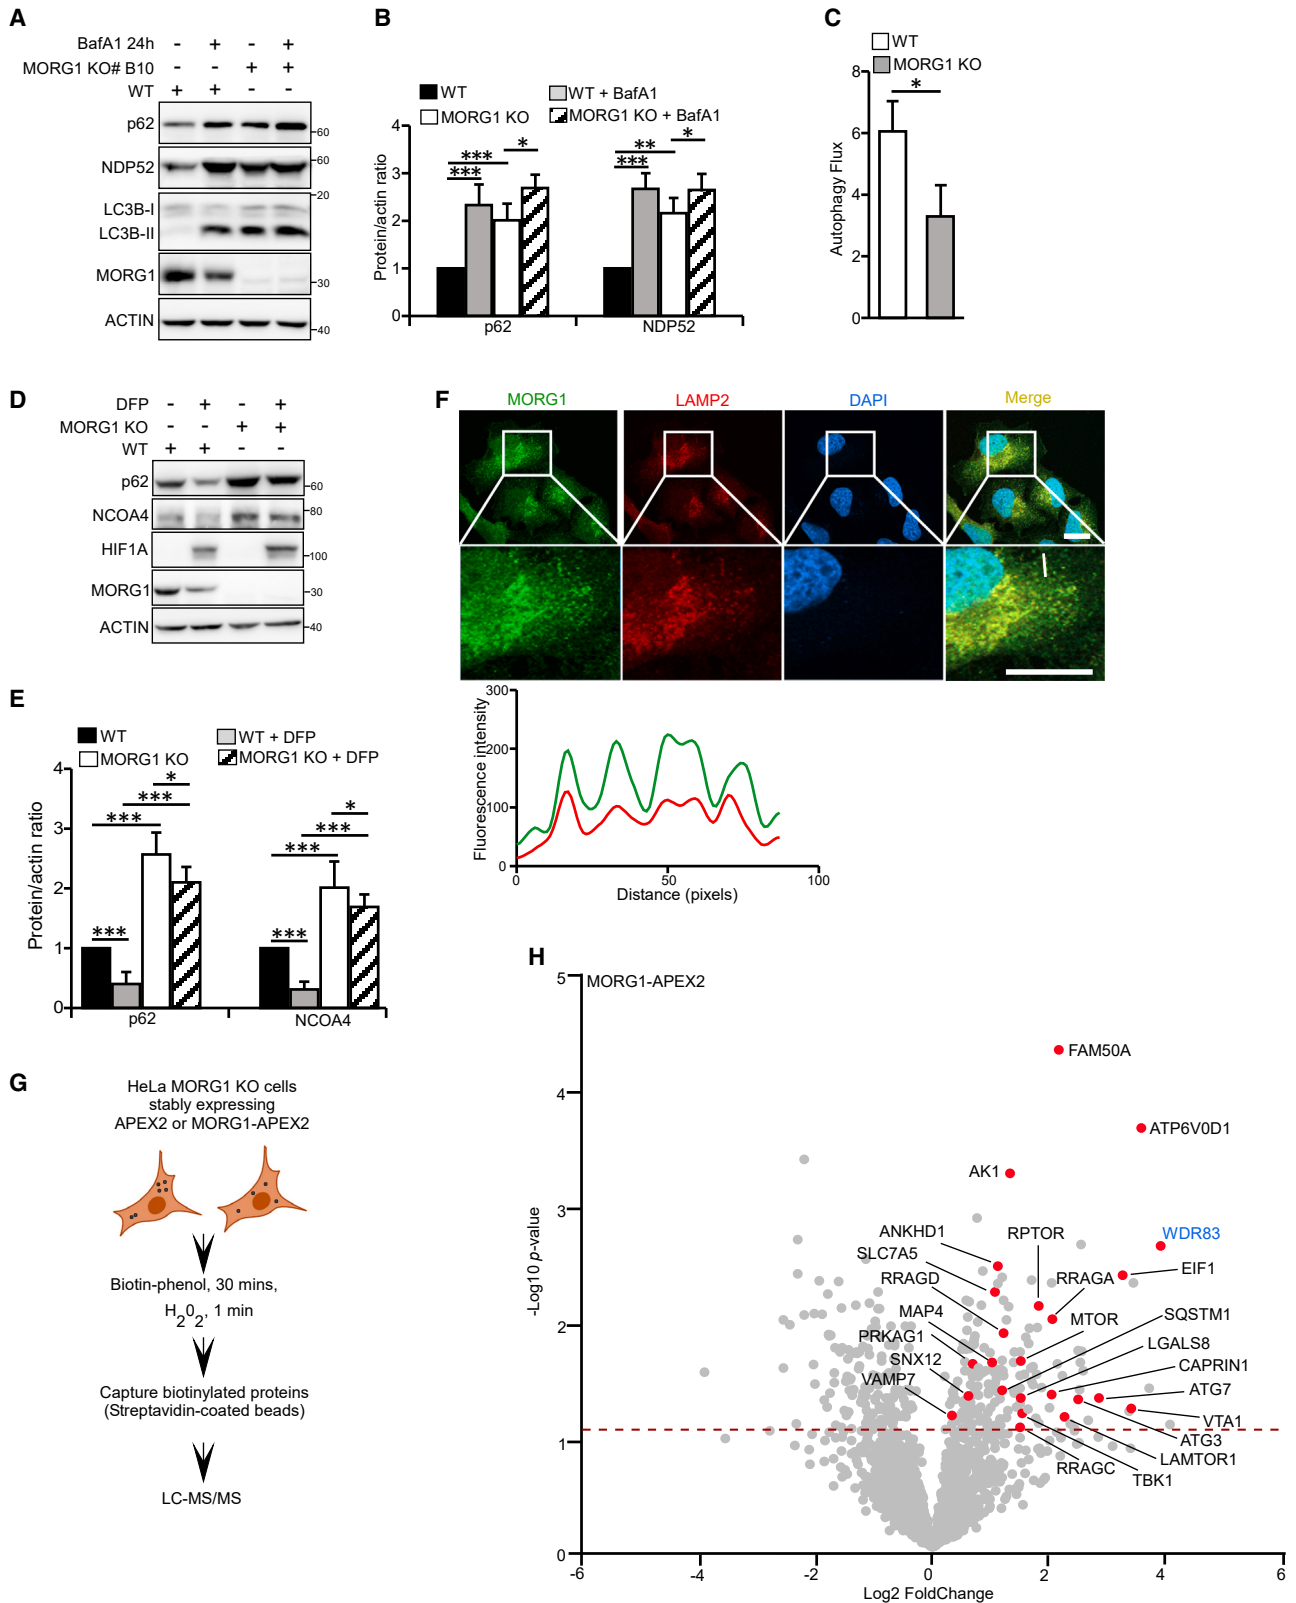 A
BafA1 24h - + - +
MORG1 KO# B10 - - + +
WT + + - -
p62
60
NDP52
60
20
LC3B-I
LC3B-II
MORG1
30
ACTIN
40
B
WT
WT + BafA1
MORG1 KO
MORG1 KO + BafA1
Protein/actin ratio
4
3
2
1
0
*** *** *
** *** *
p62
NDP52
C
WT
MORG1 KO
Autophagy Flux
8
6
4
2
0
*
D
DFP - + - +
MORG1 KO - - + +
WT + + - -
p62
60
NCOA4
80
HIF1A
100
MORG1
30
ACTIN
40
E
WT
WT + DFP
MORG1 KO
MORG1 KO + DFP
Protein/actin ratio
4
3
2
1
0
*** *** *** *
*** *** *** *
p62
NCOA4
F
MORG1
LAMP2
DAPI
Merge
Fluorescence intensity
300
200
100
0
0 50 100
Distance (pixels)
G
HeLa MORG1 KO cells
stably expressing
APEX2 or MORG1-APEX2
Biotin-phenol, 30 mins,
H202, 1 min
Capture biotinylated proteins
(Streptavidin-coated beads)
LC-MS/MS
H
MORG1-APEX2
-Log10 p-value
5
4
3
2
1
0
FAM50A
ATP6V0D1
AK1
ANKHD1
RPTOR
WDR83
SLC7A5
EIF1
RRAGD
RRAGA
MAP4
MTOR
SQSTM1
PRKAG1
LGALS8
SNX12
CAPRIN1
VAMP7
ATG7
VTA1
ATG3
LAMTOR1
RRAGC
TBK1
-6 -4 -2 0 2 4 6
Log2 FoldChange